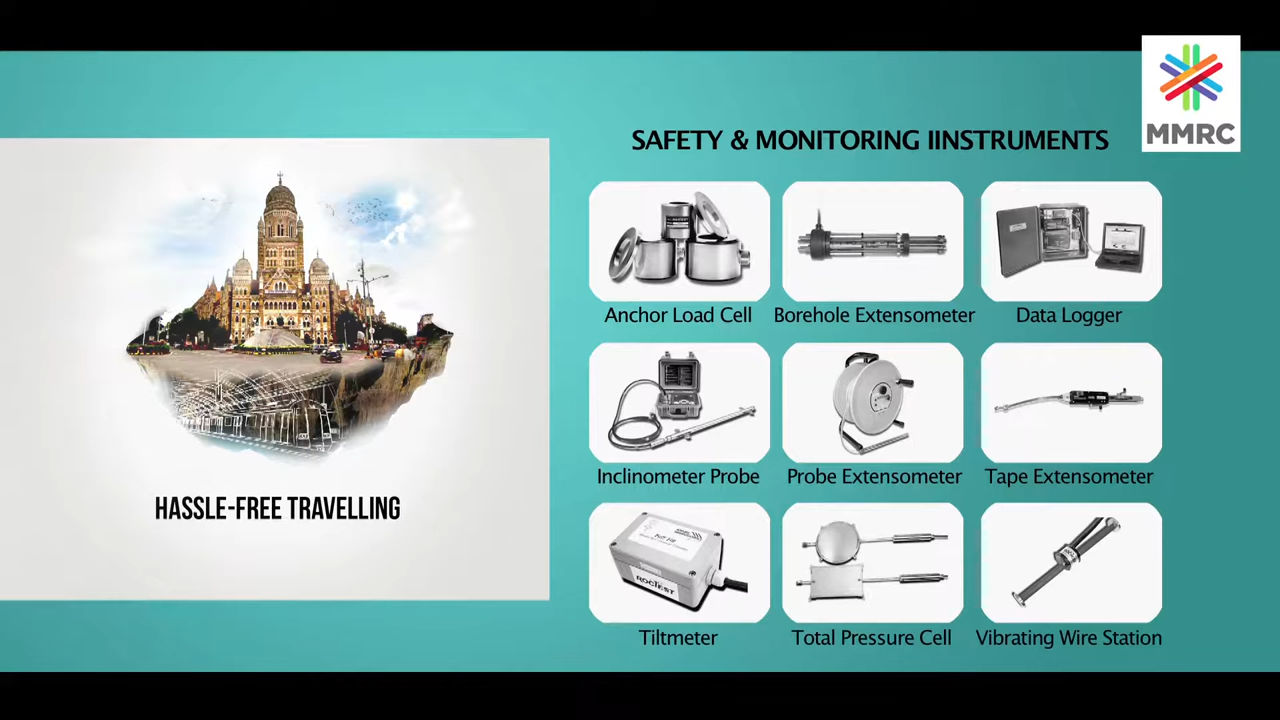 MMRC
SAFETY & MONITORING IINSTRUMENTS
Anchor Load Cell
Borehole Extensometer
Data Logger
Inclinometer Probe
Probe Extensometer
Tape Extensometer
HASSLE-FREE TRAVELLING
ROCTEST
Tiltmeter
Total Pressure Cell
Vibrating Wire Station